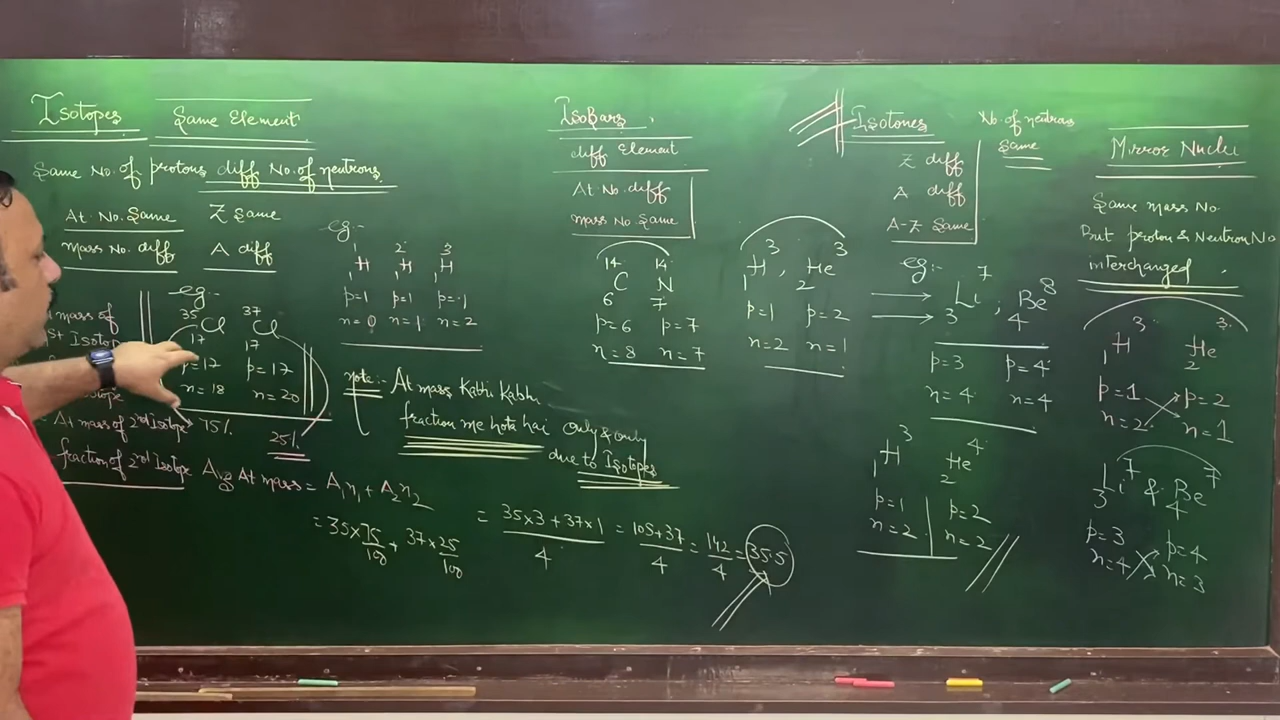 Isotopes Same Element
Same No. of protons diff No. of neutrons
At. No. Same Z Same
Mass No. diff A diff
eg:-
35 Cl 17 37 Cl 17
p=17 p=17
n=18 n=20
75% 25%
mass of
1st Isotope
At mass of 2nd Isotope
fraction of 2nd Isotope
eg:-
1 H 1 2 H 1 3 H 1
p=1 p=1 p=1
n=0 n=1 n=2
note:- At mass Kabhi Kabhi
fraction me hota hai only & only
due to Isotopes
Avg At mass = A1n1 + A2n2
= 35×75/100 + 37×25/100 = 35×3+37×1/4 = 105+37/4 = 142/4 = 35.5
IsoBars
diff Element
At No. diff
mass No Same
14 C 6 14 N 7
p=6 p=7
n=8 n=7
3 H 1 , 3 He 2
p=1 p=2
n=2 n=1
Isotones No. of neutrons
Same
Z diff
A diff
A-Z Same
eg:-
7 Li 3 , 8 Be 4
p=3 p=4
n=4 n=4
3 H 1 4 He 2
p=1 p=2
n=2 n=2
Mirror Nuclei
Same mass No.
But proton & Neutron No
interchanged
3 H 1 3 He 2
p=1 p=2
n=2 n=1
7 Li 3 & 7 Be 4
p=3 p=4
n=4 n=3